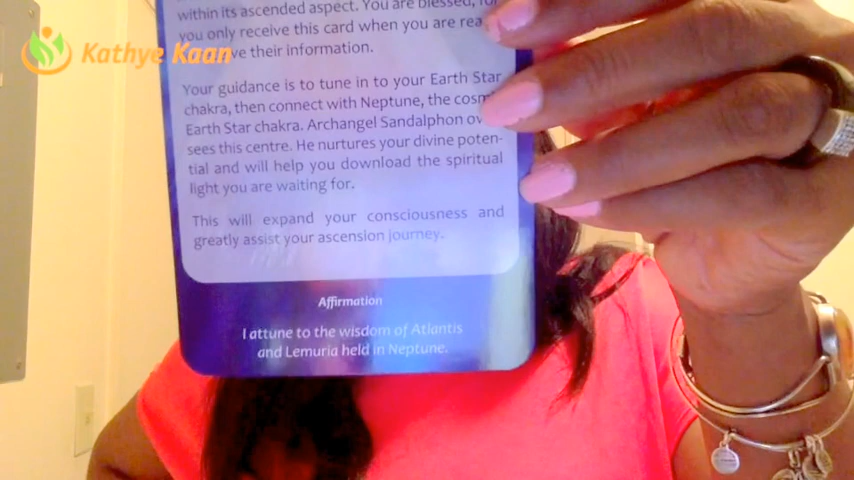 Kathye Kaan
within its ascended aspect. You are blessed, for
you only receive this card when you are
their information.
Your guidance is to tune in to your Earth Star
chakra, then connect with Neptune, the
Earth Star chakra. Archangel Sandalphon
sees this centre. He nurtures your divine poten-
tial and will help you download the spiritual
light you are waiting for.
This will expand your consciousness and
greatly assist your ascension journey.
Affirmation
I attune to the wisdom of Atlantis
and Lemuria held in Neptune.